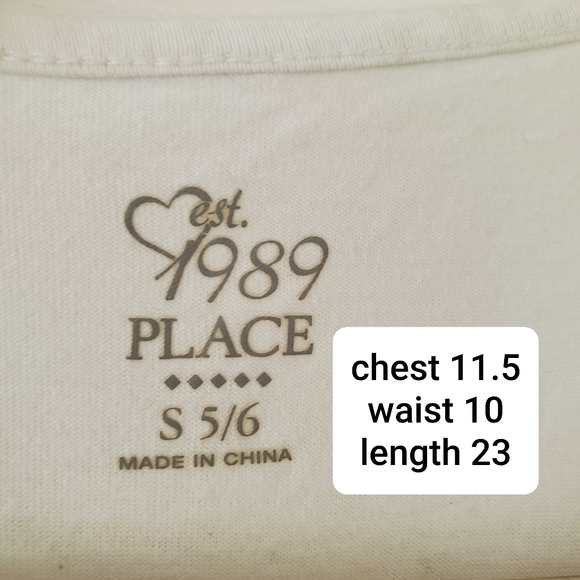 est.
1989
PLACE
S 5/6
MADE IN CHINA
chest 11.5
waist 10
length 23